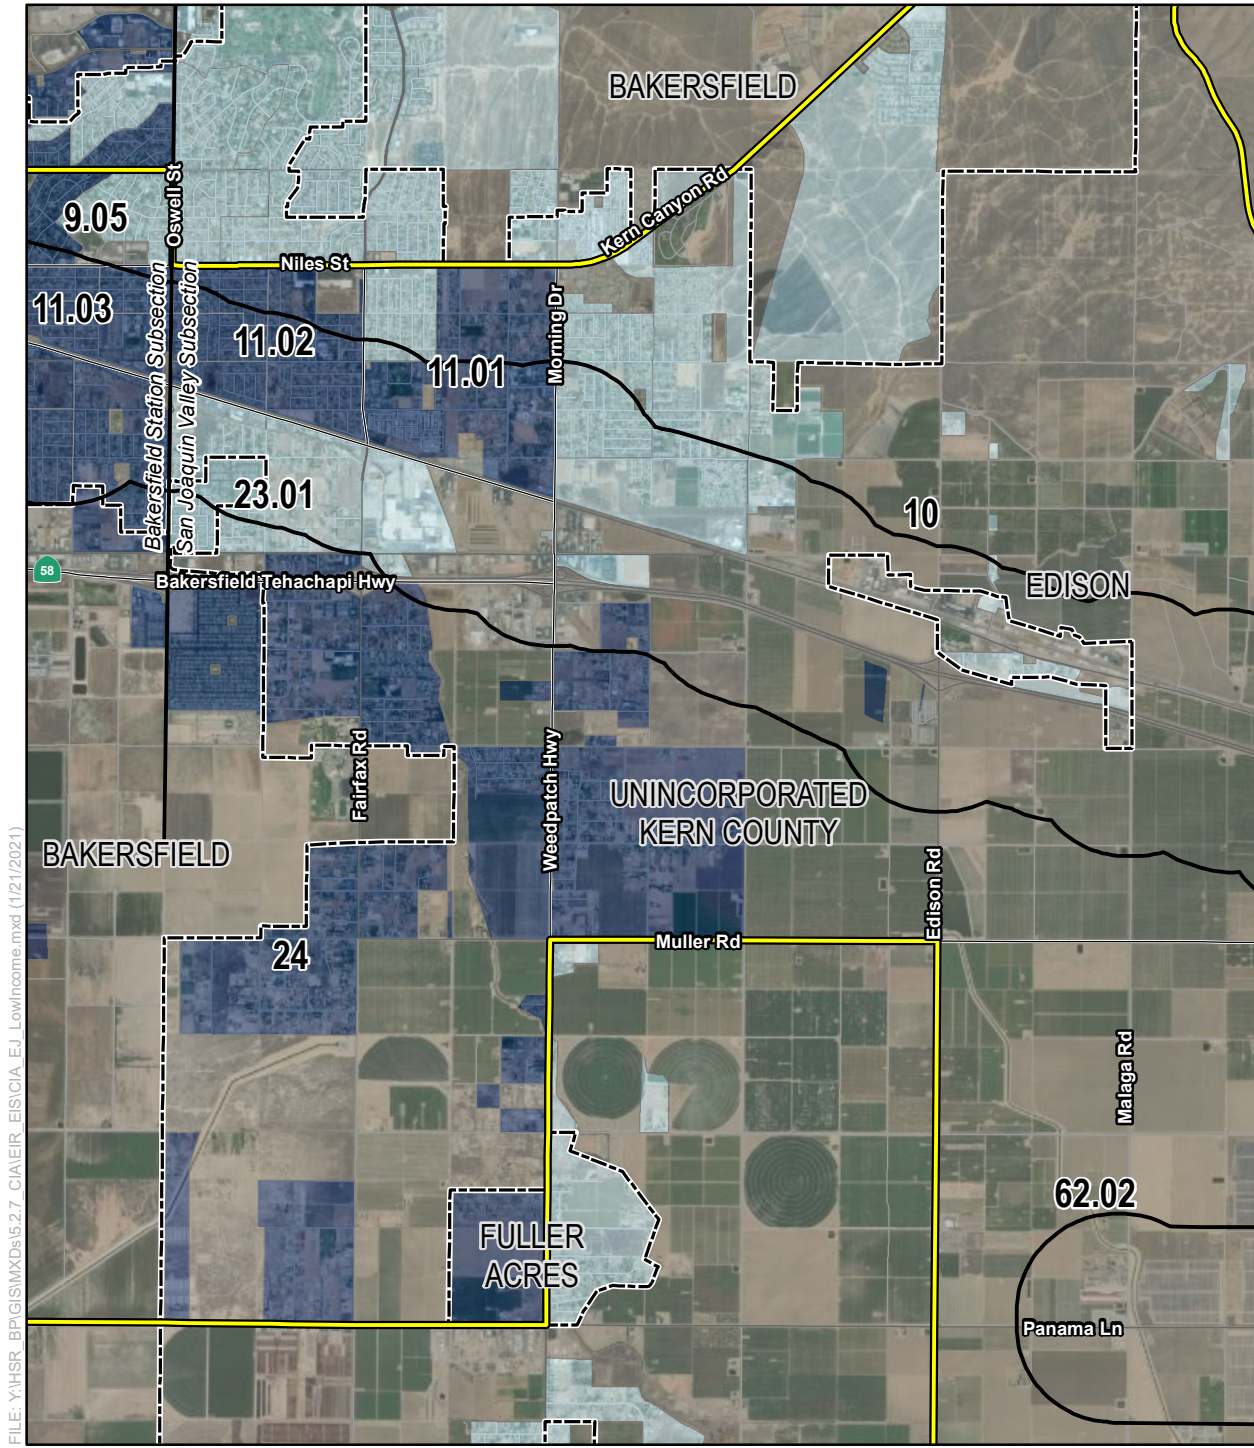 BAKERSFIELD
Oswell St
9.05
Kern Canyon Rd
Niles St
11.03
Bakersfield Station Subsection
San Joaquin Valley Subsection
11.02
11.01
Morning Dr
23.01
10
58
Bakersfield Tehachapi Hwy
EDISON
Fairfax Rd
Weedpatch Hwy
UNINCORPORATED
KERN COUNTY
BAKERSFIELD
Edison Rd
24
Muller Rd
Malaga Rd
62.02
FULLER
ACRES
Panama Ln
FILE: Y:\HSR_BP\GIS\MXDs\5.2.7_CIA\EIR_EIS\CIA_EJ_LowIncome.mxd (1/21/2021)